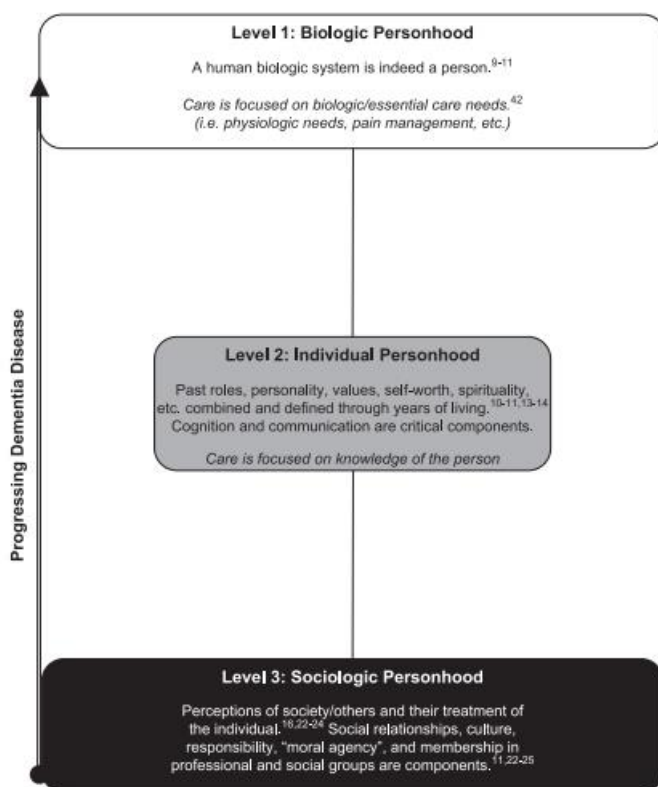 Level 1: Biologic Personhood
A human biologic system is indeed a person.9-11
Care is focused on biologic/essential care needs.42
(i.e. physiologic needs, pain management, etc.)
Progressing Dementia Disease
Level 2: Individual Personhood
Past roles, personality, values, self-worth, spirituality,
etc. combined and defined through years of living.10-11,13-14
Cognition and communication are critical components.
Care is focused on knowledge of the person
Level 3: Sociologic Personhood
Perceptions of society/others and their treatment of
the individual.16,22-24 Social relationships, culture,
responsibility, “moral agency”, and membership in
professional and social groups are components.11,22-25